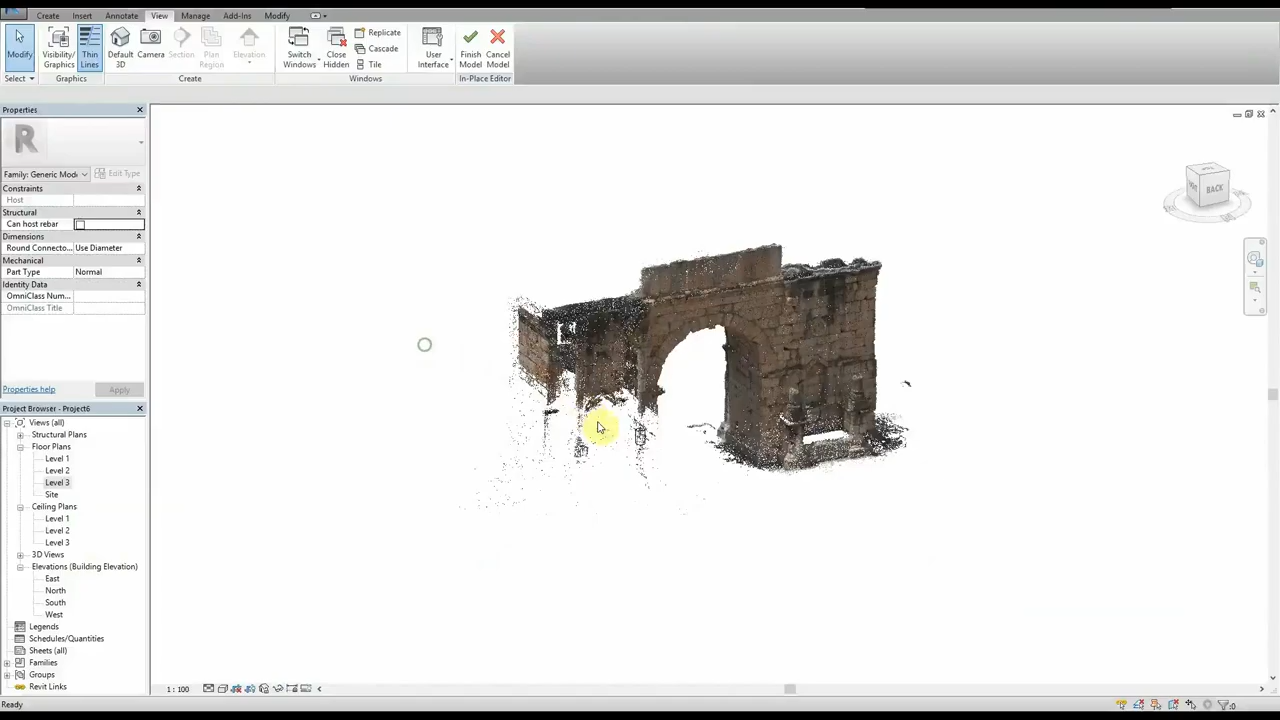 Create Insert Annotate View Manage Add-Ins Modify
Modify Visibility/ Graphics Thin Lines Default 3D Camera Section Plan Region Elevation Switch Windows Close Hidden Replicate Cascade Tile User Interface Finish Model Cancel Model
Select Graphics Create Windows In-Place Editor
Properties
R
Family: Generic Mode Edit Type
Constraints
Host
Structural
Can host rebar
Dimensions
Round Connecto... Use Diameter
Mechanical
Part Type Normal
Identity Data
OmniClass Num...
OmniClass Title
Properties help Apply
Project Browser - Project6
Views (all)
Structural Plans
Floor Plans
Level 1
Level 2
Level 3
Site
Ceiling Plans
Level 1
Level 2
Level 3
3D Views
Elevations (Building Elevation)
East
North
South
West
Legends
Schedules/Quantities
Sheets (all)
Families
Groups
Revit Links
BACK
1 : 100
Ready
:0